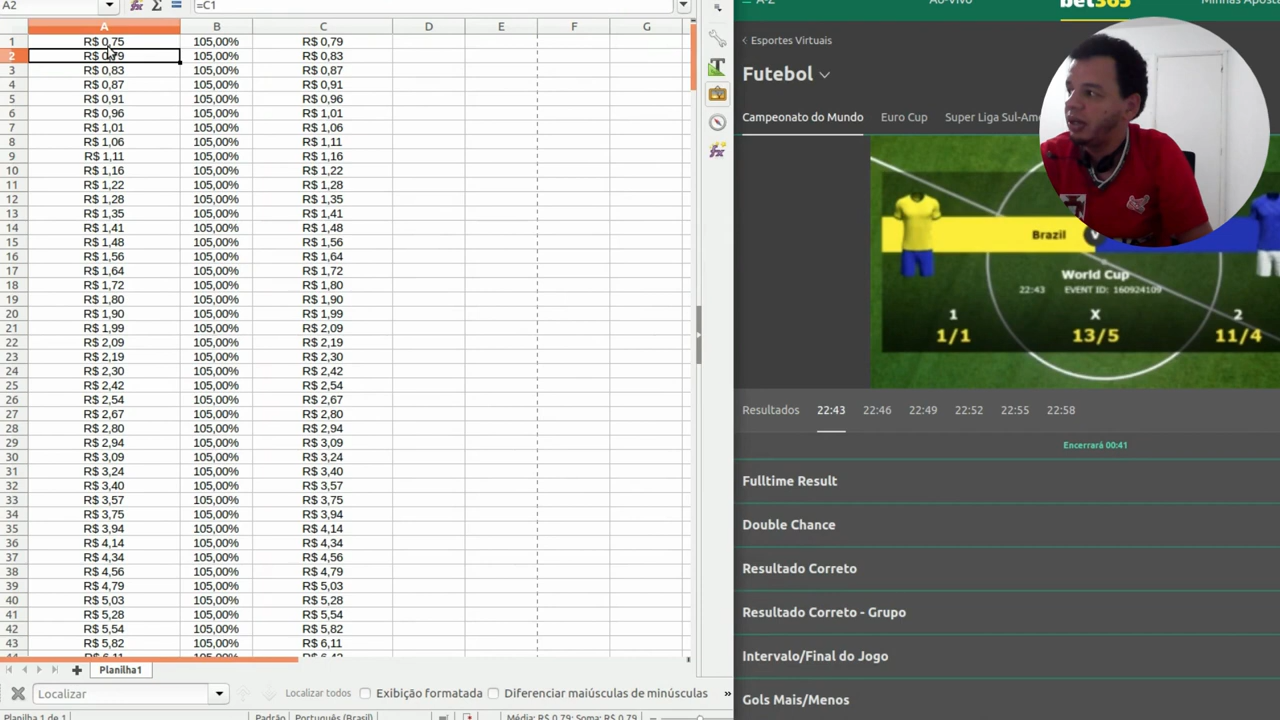 A2
=C1
A B C D E F G
1 R$ 0,75 105,00% R$ 0,79
2 R$ 0,79 105,00% R$ 0,83
3 R$ 0,83 105,00% R$ 0,87
4 R$ 0,87 105,00% R$ 0,91
5 R$ 0,91 105,00% R$ 0,96
6 R$ 0,96 105,00% R$ 1,01
7 R$ 1,01 105,00% R$ 1,06
8 R$ 1,06 105,00% R$ 1,11
9 R$ 1,11 105,00% R$ 1,16
10 R$ 1,16 105,00% R$ 1,22
11 R$ 1,22 105,00% R$ 1,28
12 R$ 1,28 105,00% R$ 1,35
13 R$ 1,35 105,00% R$ 1,41
14 R$ 1,41 105,00% R$ 1,48
15 R$ 1,48 105,00% R$ 1,56
16 R$ 1,56 105,00% R$ 1,64
17 R$ 1,64 105,00% R$ 1,72
18 R$ 1,72 105,00% R$ 1,80
19 R$ 1,80 105,00% R$ 1,90
20 R$ 1,90 105,00% R$ 1,99
21 R$ 1,99 105,00% R$ 2,09
22 R$ 2,09 105,00% R$ 2,19
23 R$ 2,19 105,00% R$ 2,30
24 R$ 2,30 105,00% R$ 2,42
25 R$ 2,42 105,00% R$ 2,54
26 R$ 2,54 105,00% R$ 2,67
27 R$ 2,67 105,00% R$ 2,80
28 R$ 2,80 105,00% R$ 2,94
29 R$ 2,94 105,00% R$ 3,09
30 R$ 3,09 105,00% R$ 3,24
31 R$ 3,24 105,00% R$ 3,40
32 R$ 3,40 105,00% R$ 3,57
33 R$ 3,57 105,00% R$ 3,75
34 R$ 3,75 105,00% R$ 3,94
35 R$ 3,94 105,00% R$ 4,14
36 R$ 4,14 105,00% R$ 4,34
37 R$ 4,34 105,00% R$ 4,56
38 R$ 4,56 105,00% R$ 4,79
39 R$ 4,79 105,00% R$ 5,03
40 R$ 5,03 105,00% R$ 5,28
41 R$ 5,28 105,00% R$ 5,54
42 R$ 5,54 105,00% R$ 5,82
43 R$ 5,82 105,00% R$ 6,11
Planilha1
Localizar
Localizar todos
Exibição formatada
Diferenciar maiúsculas de minúsculas
Planilha 1 de 1
Padrão
Português (Brasil)
Média: R$ 0,79; Soma: R$ 0,79
A-Z
Ao-Vivo
bet365
Minhas Aposta
Esportes Virtuais
Futebol
Campeonato do Mundo
Euro Cup
Super Liga Sul-Am
Brazil
V
World Cup
22:43 EVENT ID: 160924109
1 X 2
1/1 13/5 11/4
Resultados 22:43 22:46 22:49 22:52 22:55 22:58
Encerrará 00:41
Fulltime Result
Double Chance
Resultado Correto
Resultado Correto - Grupo
Intervalo/Final do Jogo
Gols Mais/Menos